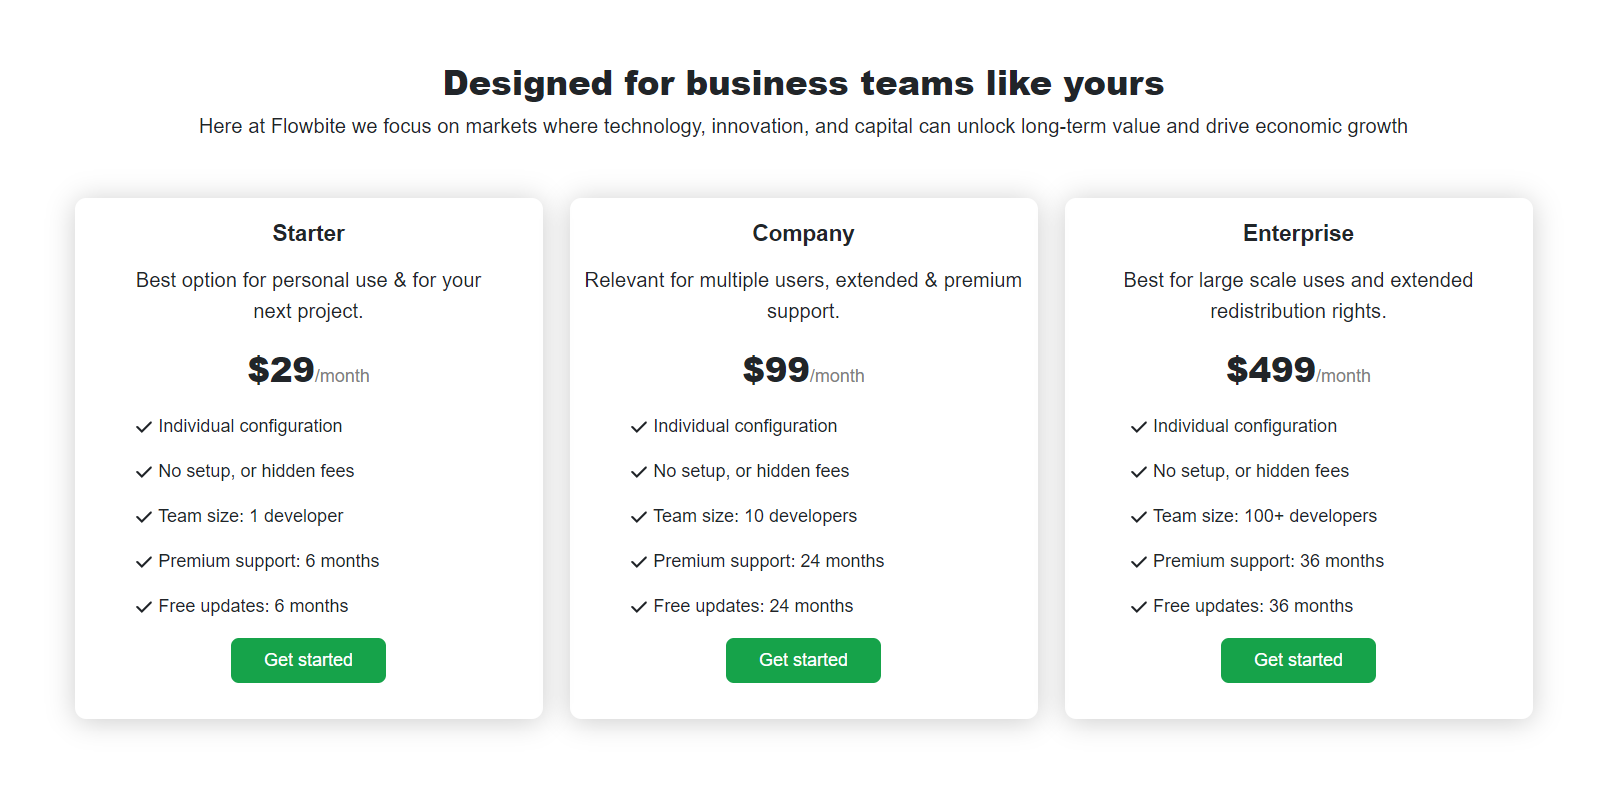 Designed for business teams like yours
Here at Flowbite we focus on markets where technology, innovation, and capital can unlock long-term value and drive economic growth
Starter
Best option for personal use & for your
next project.
$29/month
Individual configuration
No setup, or hidden fees
Team size: 1 developer
Premium support: 6 months
Free updates: 6 months
Get started
Company
Relevant for multiple users, extended & premium
support.
$99/month
Individual configuration
No setup, or hidden fees
Team size: 10 developers
Premium support: 24 months
Free updates: 24 months
Get started
Enterprise
Best for large scale uses and extended
redistribution rights.
$499/month
Individual configuration
No setup, or hidden fees
Team size: 100+ developers
Premium support: 36 months
Free updates: 36 months
Get started